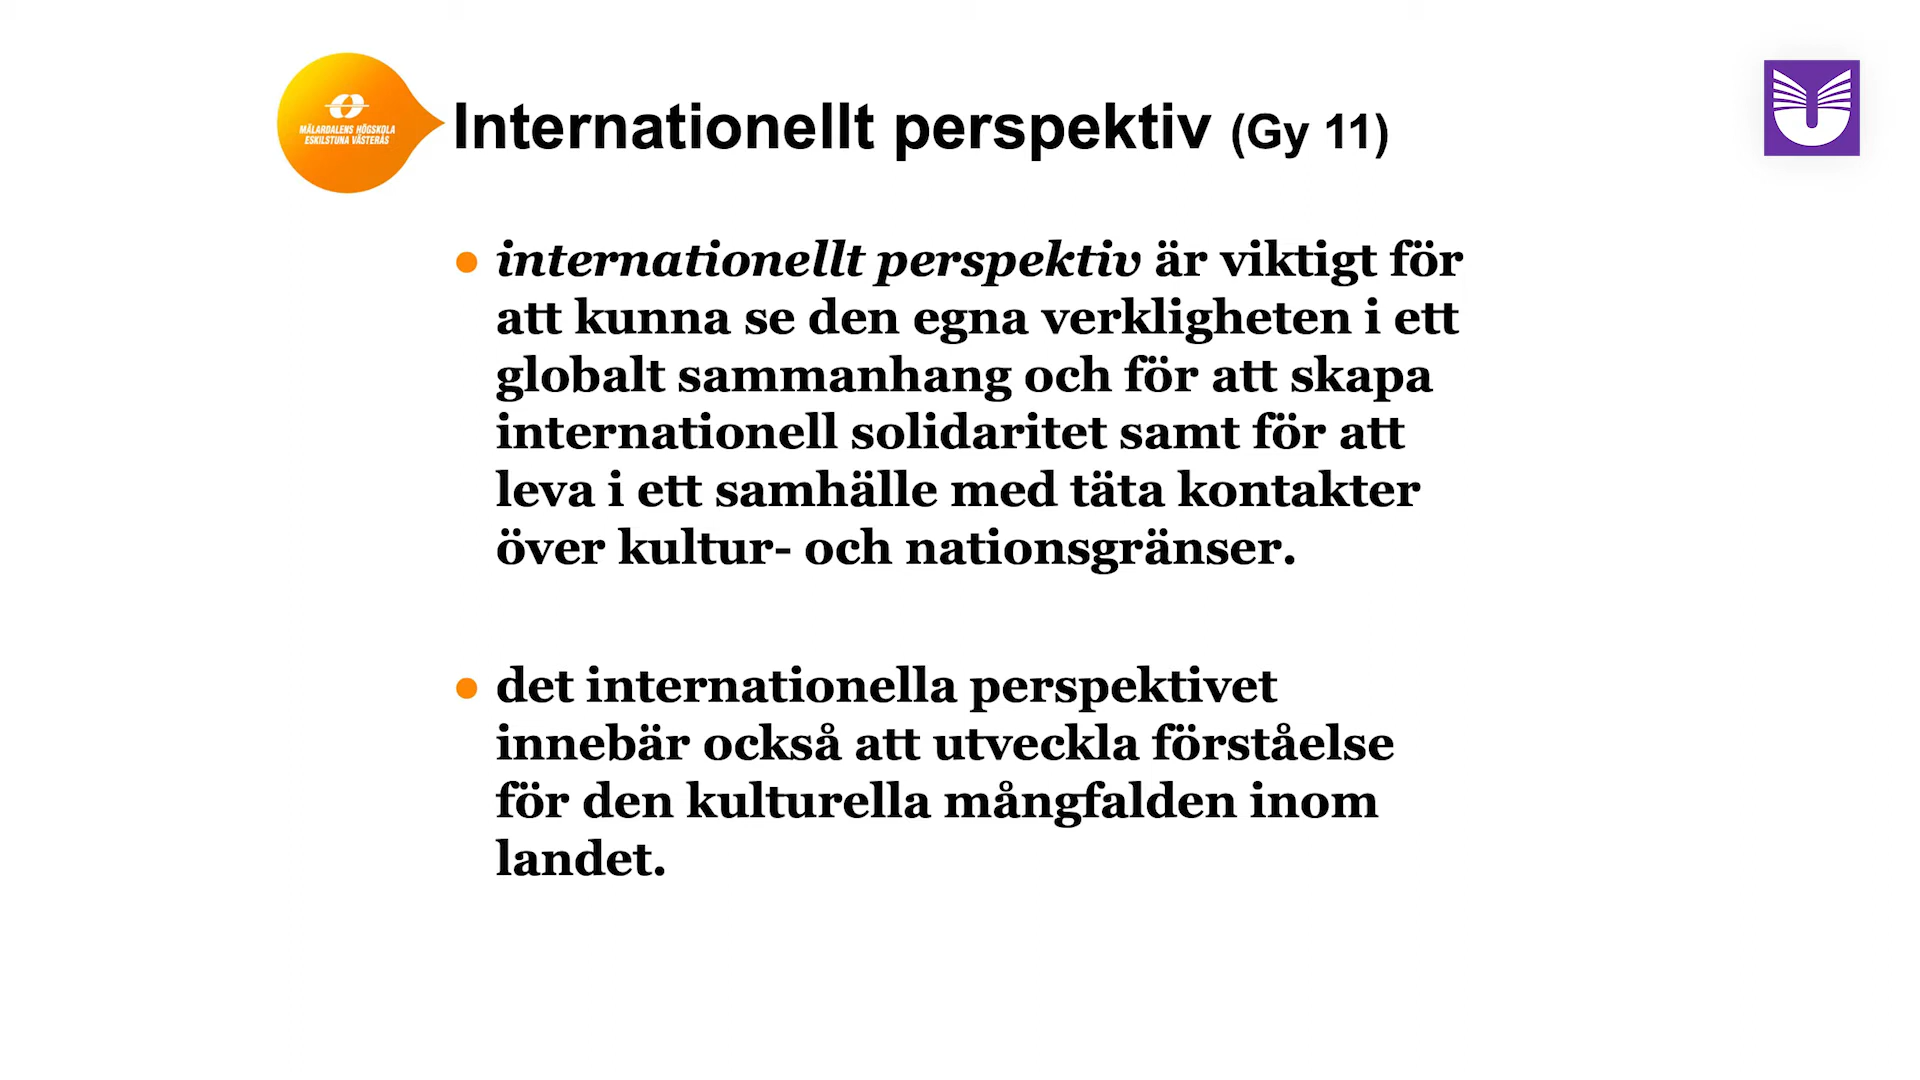 MÄLARDALENS HÖGSKOLA
ESKILSTUNA VÄSTERÅS
Internationellt perspektiv (Gy 11)
internationellt perspektiv är viktigt för
att kunna se den egna verkligheten i ett
globalt sammanhang och för att skapa
internationell solidaritet samt för att
leva i ett samhälle med täta kontakter
över kultur- och nationsgränser.
det internationella perspektivet
innebär också att utveckla förståelse
för den kulturella mångfalden inom
landet.